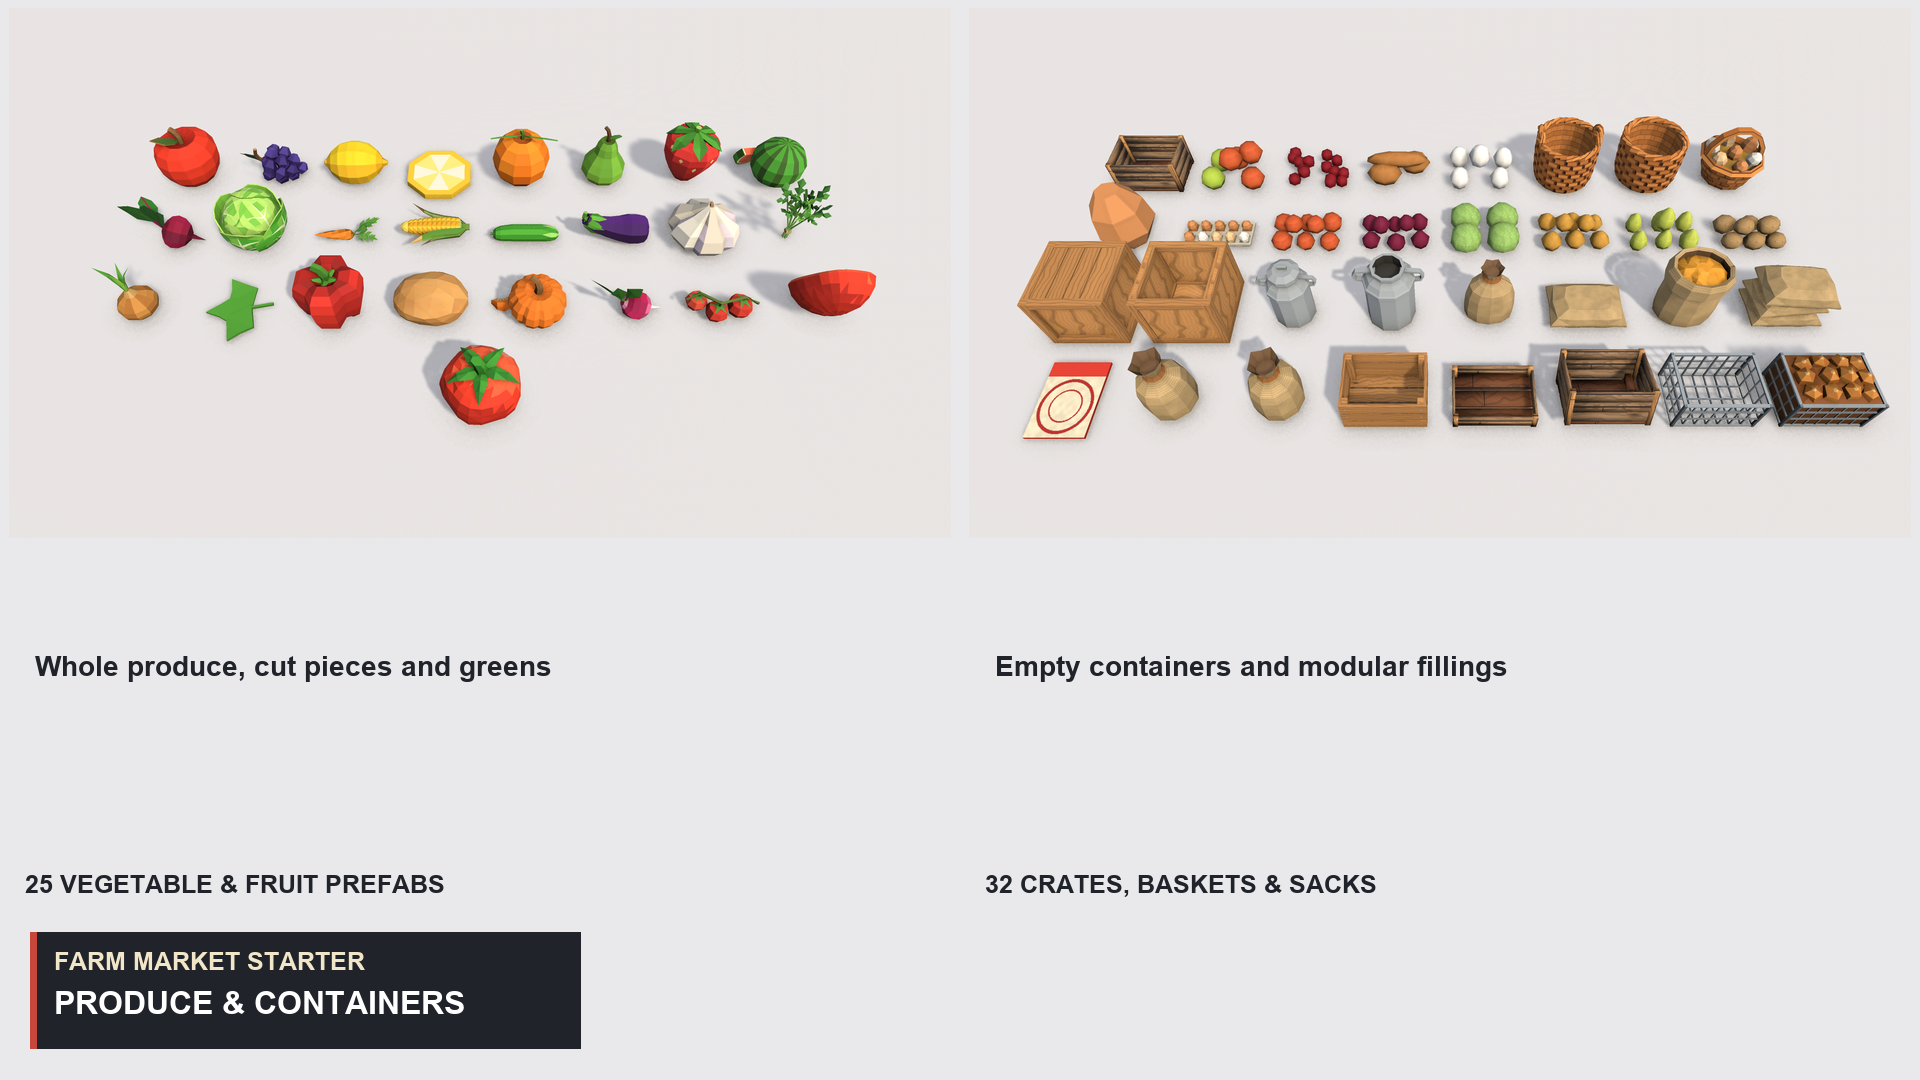 Whole produce, cut pieces and greens
Empty containers and modular fillings
25 VEGETABLE & FRUIT PREFABS
32 CRATES, BASKETS & SACKS
FARM MARKET STARTER
PRODUCE & CONTAINERS